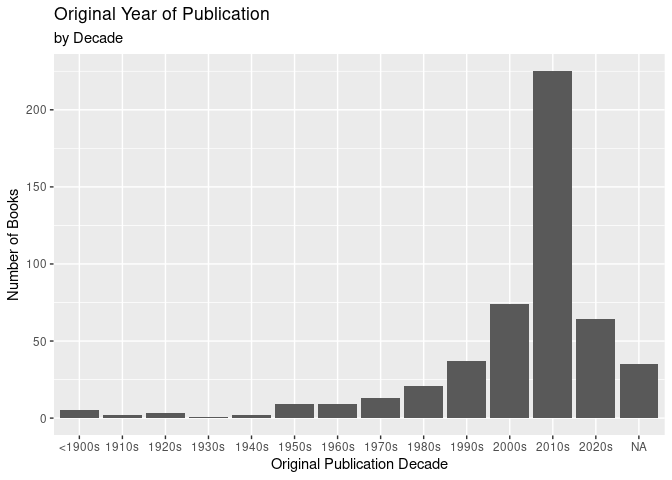 Original Year of Publication
by Decade
Number of Books
200
150
100
50
0
<1900s 1910s 1920s 1930s 1940s 1950s 1960s 1970s 1980s 1990s 2000s 2010s 2020s NA
Original Publication Decade